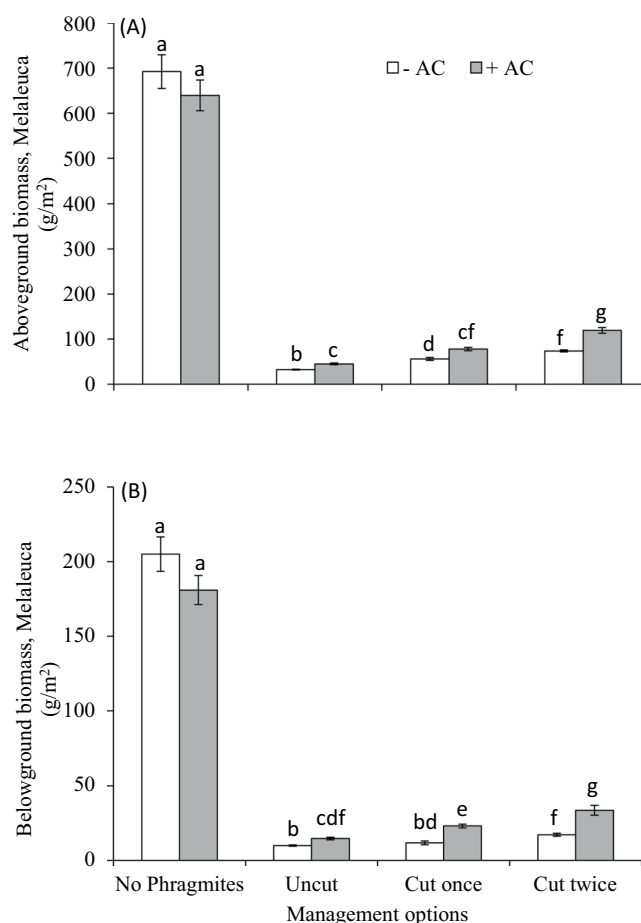 (A)
- AC + AC
Aboveground biomass, Melaleuca
(g/m²)
800
700
600
500
400
300
200
100
0
a a
b c
d cf
f g
(B)
Belowground biomass, Melaleuca
(g/m²)
250
200
150
100
50
0
a a
b cdf
bd e
f g
No Phragmites Uncut Cut once Cut twice
Management options